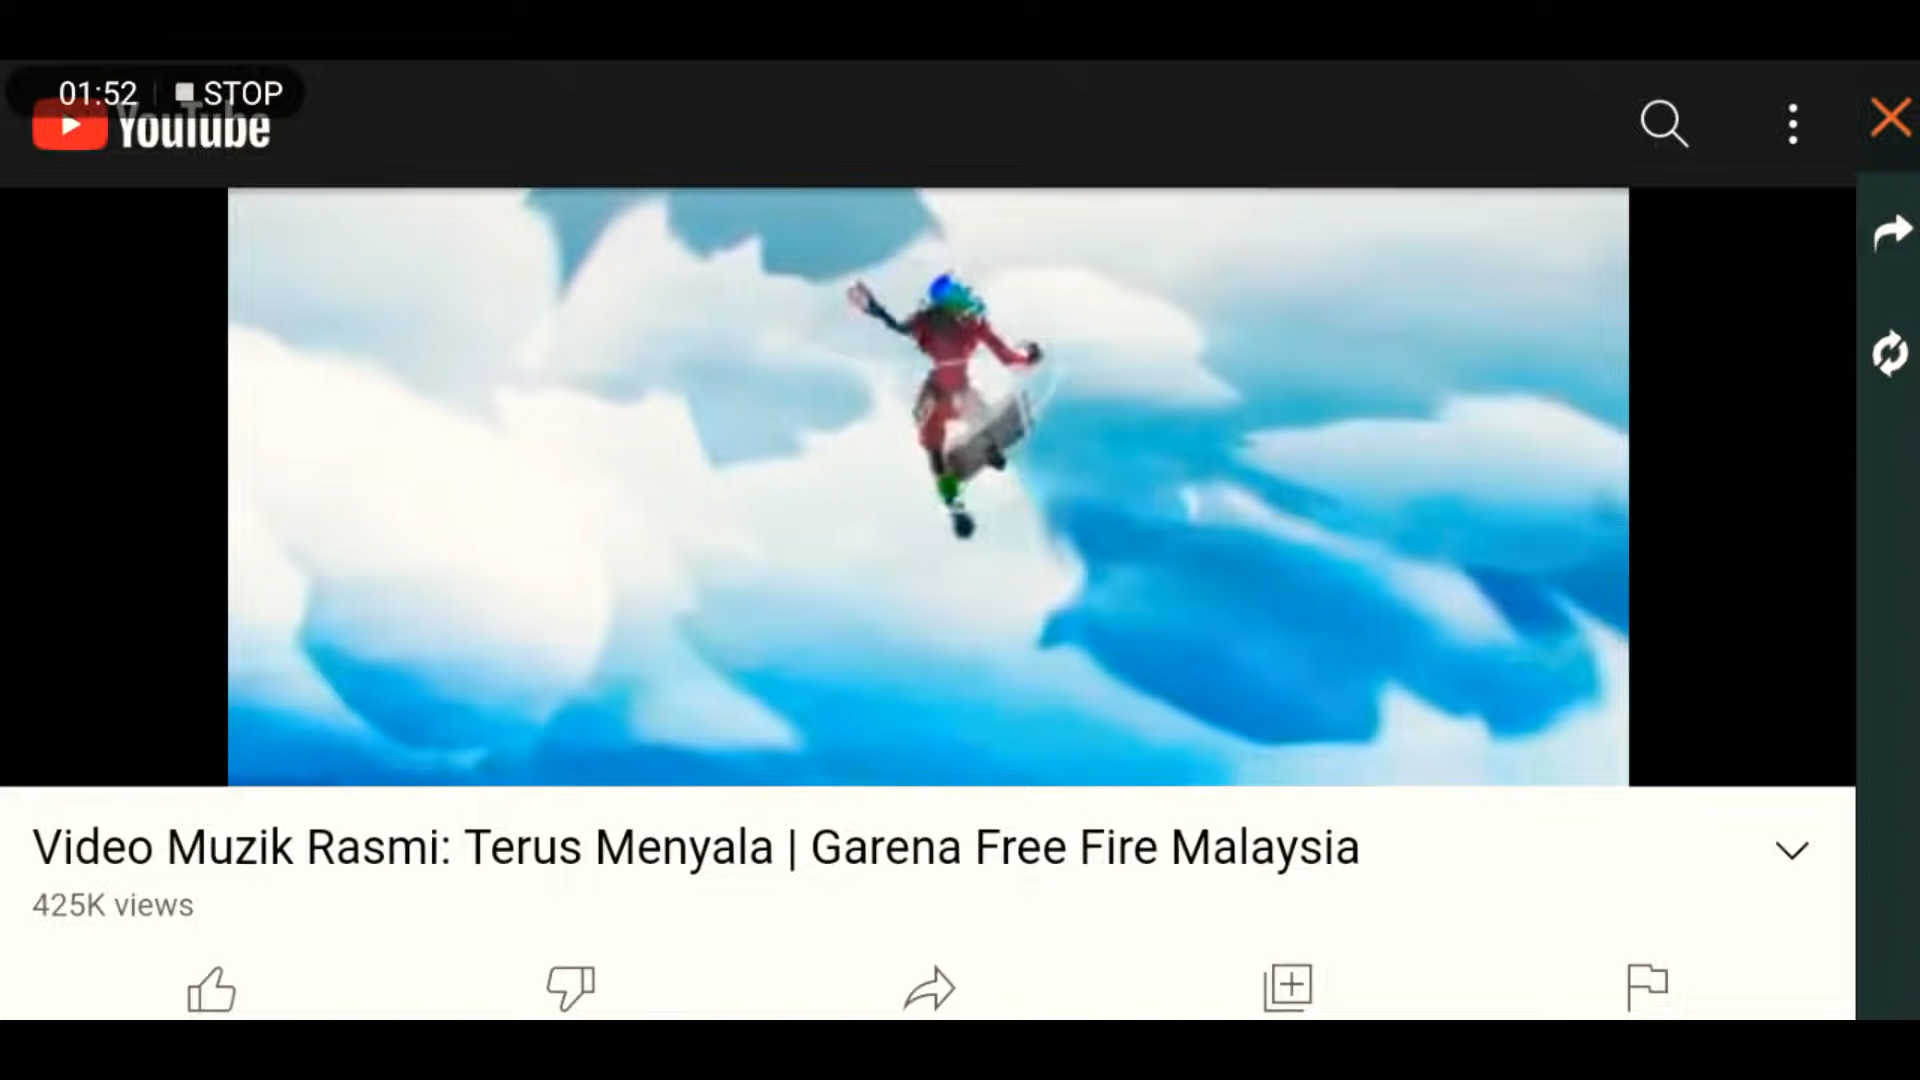 01:52 STOP
YouTube
Video Muzik Rasmi: Terus Menyala | Garena Free Fire Malaysia
425K views